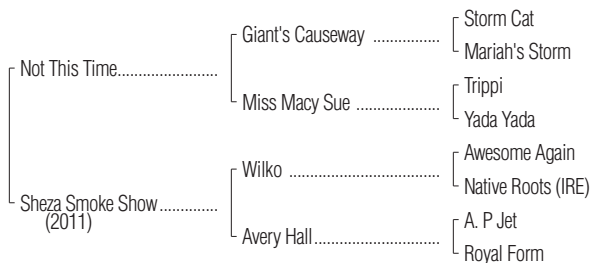 Storm Cat
Giant's Causeway ................
Mariah's Storm
Not This Time........................
Trippi
Miss Macy Sue ....................
Yada Yada
Awesome Again
Wilko .....................................
Native Roots (IRE)
Sheza Smoke Show..............
(2011)
A. P Jet
Avery Hall..............................
Royal Form